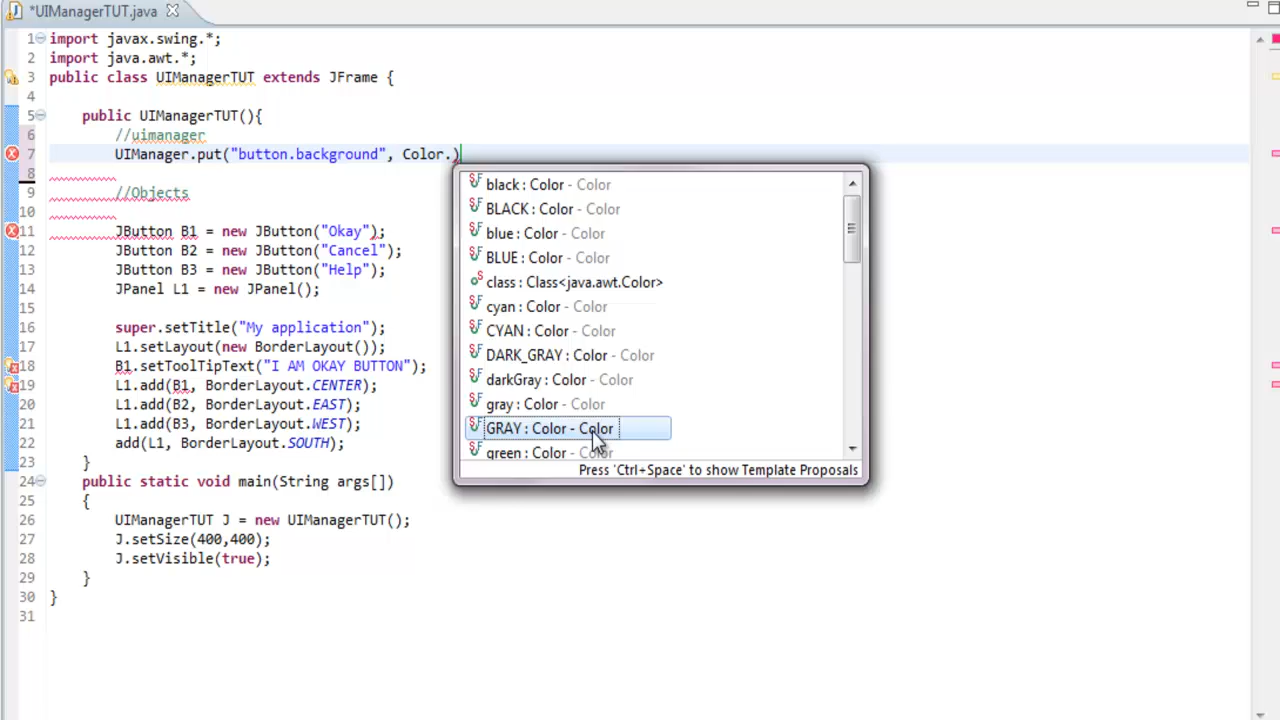 *UIManagerTUT.java
1 import javax.swing.*;
2 import java.awt.*;
3 public class UIManagerTUT extends JFrame {
4
5 public UIManagerTUT(){
6 //uimanager
7 UIManager.put("button.background", Color.)
8
9 //Objects
10
11 JButton B1 = new JButton("Okay");
12 JButton B2 = new JButton("Cancel");
13 JButton B3 = new JButton("Help");
14 JPanel L1 = new JPanel();
15
16 super.setTitle("My application");
17 L1.setLayout(new BorderLayout());
18 B1.setToolTipText("I AM OKAY BUTTON");
19 L1.add(B1, BorderLayout.CENTER);
20 L1.add(B2, BorderLayout.EAST);
21 L1.add(B3, BorderLayout.WEST);
22 add(L1, BorderLayout.SOUTH);
23 }
24 public static void main(String args[])
25 {
26 UIManagerTUT J = new UIManagerTUT();
27 J.setSize(400,400);
28 J.setVisible(true);
29 }
30 }
31
black : Color - Color
BLACK : Color - Color
blue : Color - Color
BLUE : Color - Color
class : Class<java.awt.Color>
cyan : Color - Color
CYAN : Color - Color
DARK_GRAY : Color - Color
darkGray : Color - Color
gray : Color - Color
GRAY : Color - Color
green : Color - Color
Press 'Ctrl+Space' to show Template Proposals